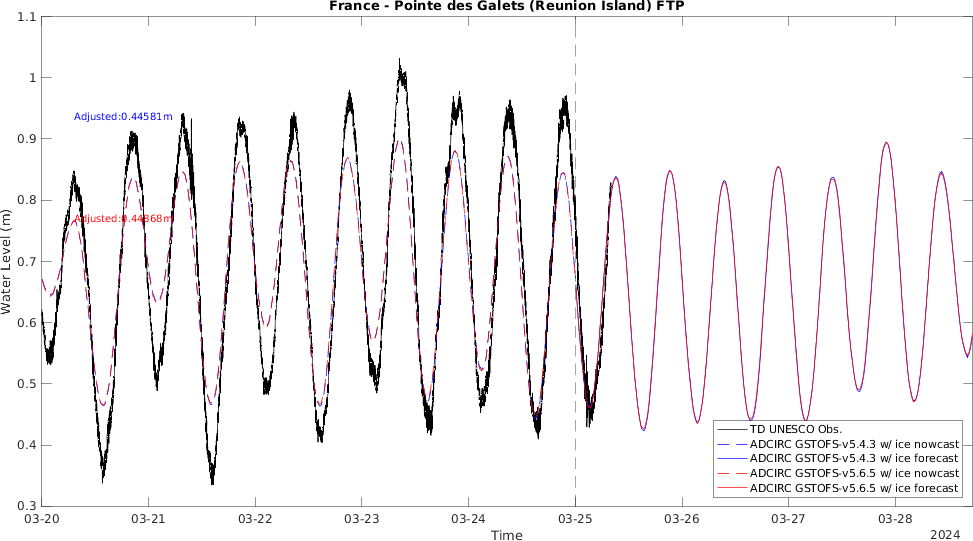 France - Pointe des Galets (Reunion Island) FTP
1.1
1
0.9
0.8
0.7
0.6
0.5
0.4
0.3
Water Level (m)
Adjusted:0.44581m
Adjusted:0.44868m
TD UNESCO Obs.
ADCIRC GSTOFS-v5.4.3 w/ ice nowcast
ADCIRC GSTOFS-v5.4.3 w/ ice forecast
ADCIRC GSTOFS-v5.6.5 w/ ice nowcast
ADCIRC GSTOFS-v5.6.5 w/ ice forecast
03-20 03-21 03-22 03-23 03-24 03-25 03-26 03-27 03-28
Time
2024